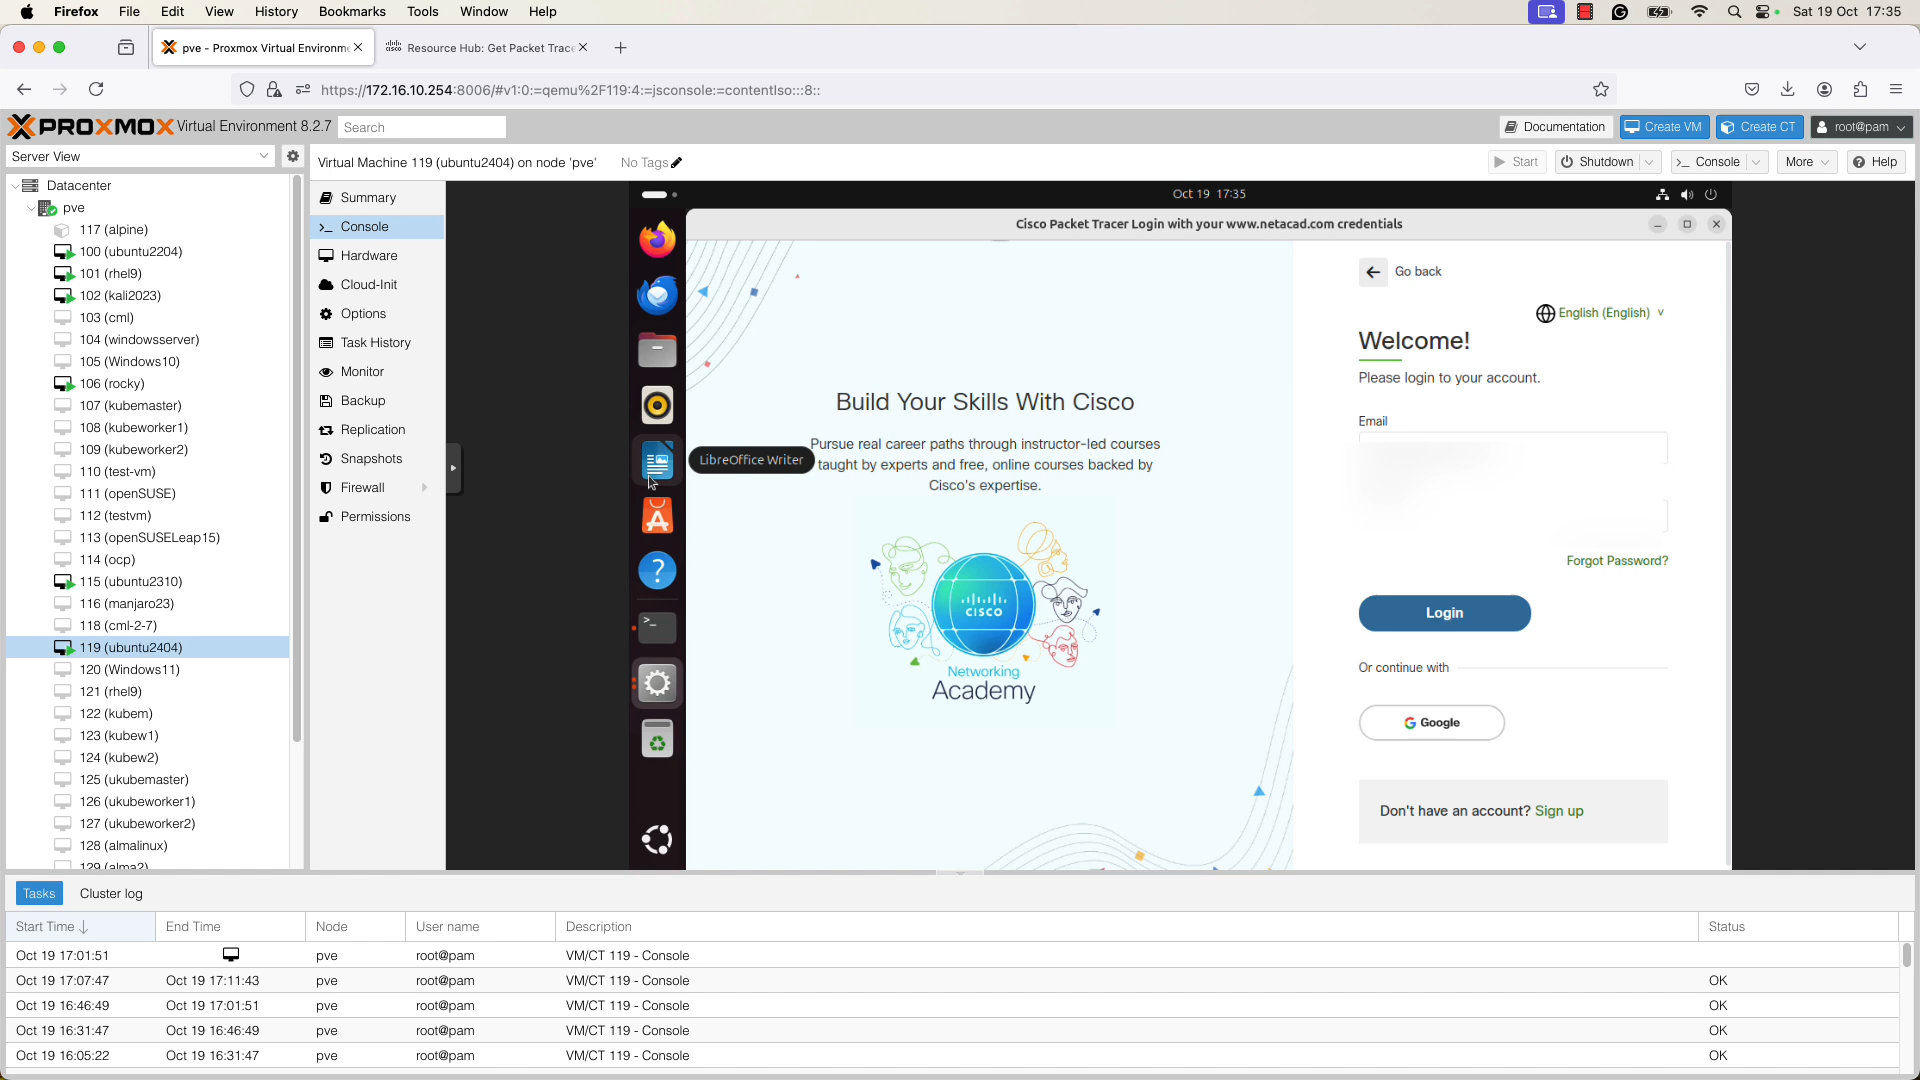 Firefox File Edit View History Bookmarks Tools Window Help
Sat 19 Oct 17:35
pve - Proxmox Virtual Environm
Resource Hub: Get Packet Trace
https://172.16.10.254:8006/#v1:0:=qemu%2F119:4:=jsconsole:=contentIso:::8::
PROXMOX Virtual Environment 8.2.7
Search
Documentation
Create VM
Create CT
root@pam
Server View
Virtual Machine 119 (ubuntu2404) on node 'pve'
No Tags
Start
Shutdown
Console
More
Help
Datacenter
pve
117 (alpine)
100 (ubuntu2204)
101 (rhel9)
102 (kali2023)
103 (cml)
104 (windowsserver)
105 (Windows10)
106 (rocky)
107 (kubemaster)
108 (kubeworker1)
109 (kubeworker2)
110 (test-vm)
111 (openSUSE)
112 (testvm)
113 (openSUSELeap15)
114 (ocp)
115 (ubuntu2310)
116 (manjaro23)
118 (cml-2-7)
119 (ubuntu2404)
120 (Windows11)
121 (rhel9)
122 (kubem)
123 (kubew1)
124 (kubew2)
125 (ukubemaster)
126 (ukubeworker1)
127 (ukubeworker2)
128 (almalinux)
129 (alma2)
Summary
Console
Hardware
Cloud-Init
Options
Task History
Monitor
Backup
Replication
Snapshots
Firewall
Permissions
Oct 19 17:35
Cisco Packet Tracer Login with your www.netacad.com credentials
LibreOffice Writer
Build Your Skills With Cisco
Pursue real career paths through instructor-led courses
taught by experts and free, online courses backed by
Cisco's expertise.
CISCO
Networking
Academy
Go back
English (English)
Welcome!
Please login to your account.
Email
Forgot Password?
Login
Or continue with
Google
Don't have an account? Sign up
Tasks
Cluster log
Start Time End Time Node User name Description Status
Oct 19 17:01:51 pve root@pam VM/CT 119 - Console
Oct 19 17:07:47 Oct 19 17:11:43 pve root@pam VM/CT 119 - Console OK
Oct 19 16:46:49 Oct 19 17:01:51 pve root@pam VM/CT 119 - Console OK
Oct 19 16:31:47 Oct 19 16:46:49 pve root@pam VM/CT 119 - Console OK
Oct 19 16:05:22 Oct 19 16:31:47 pve root@pam VM/CT 119 - Console OK